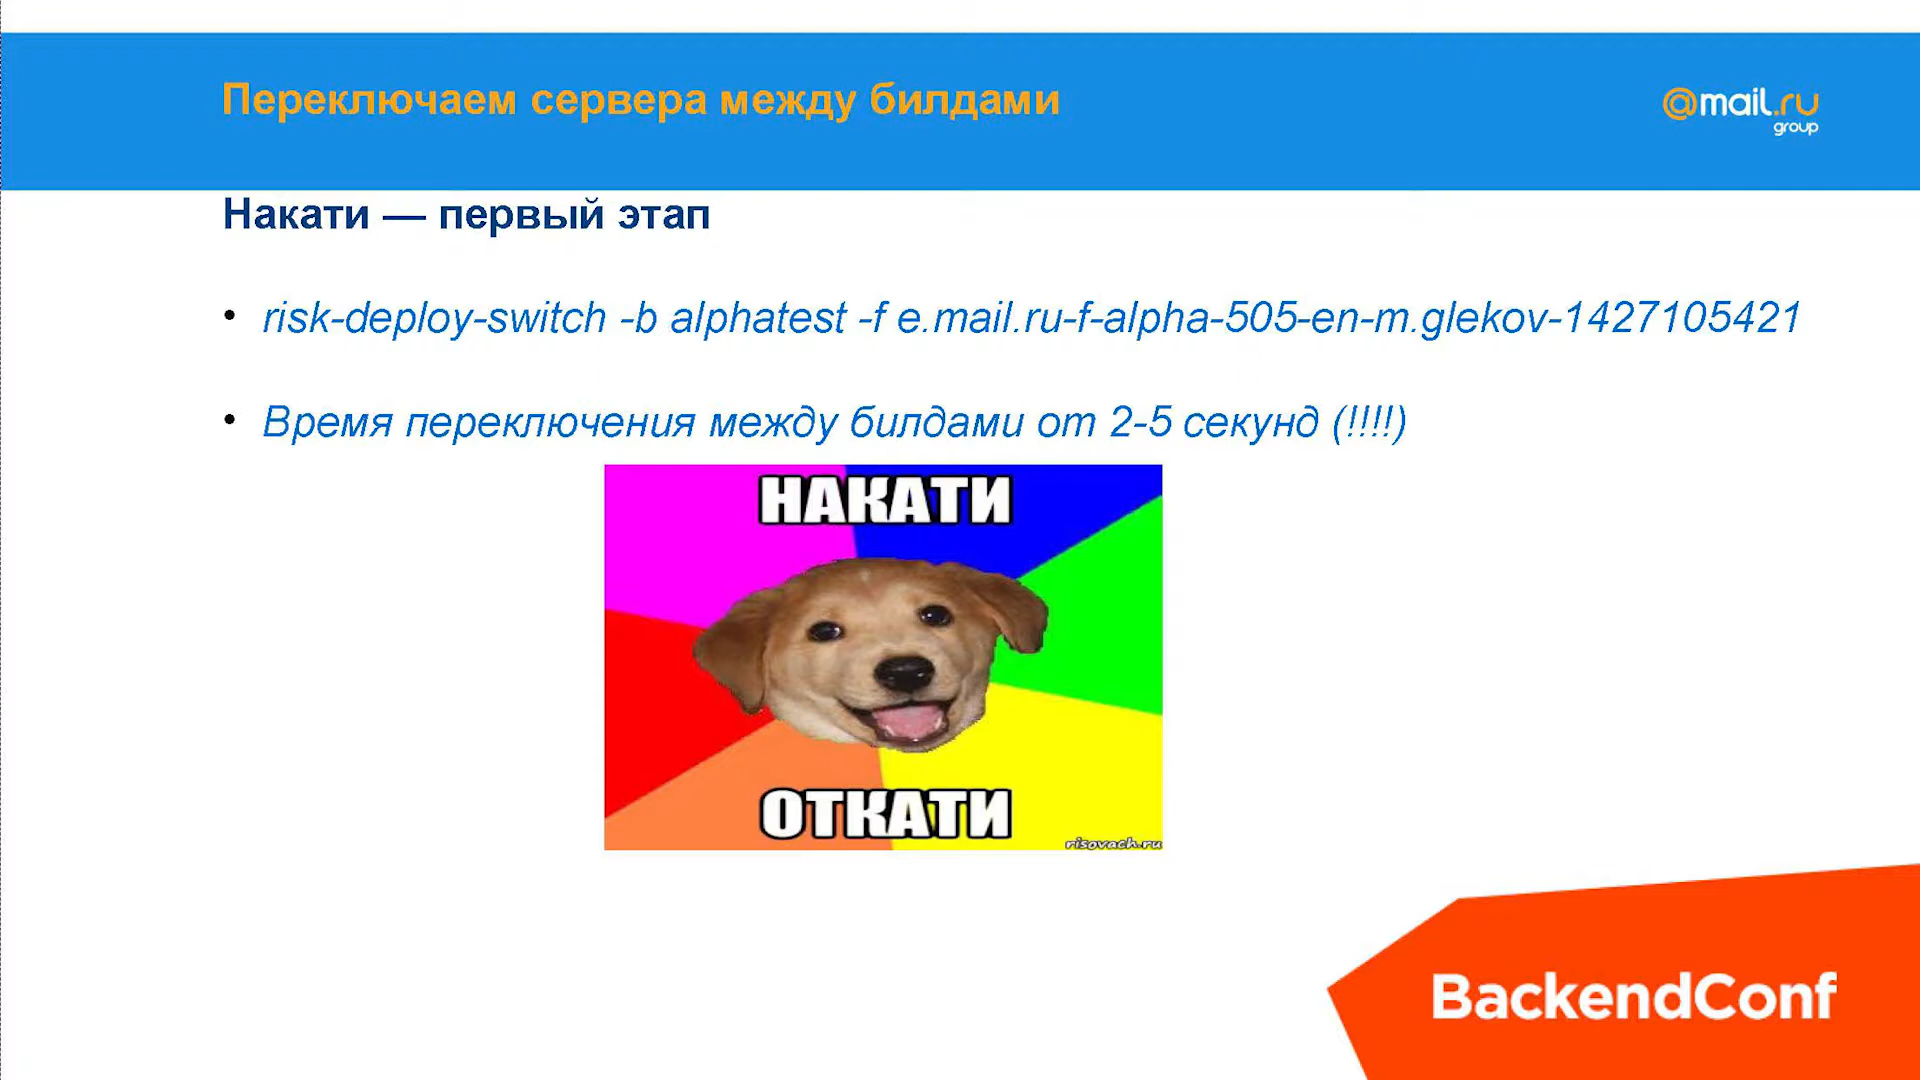 Переключаем сервера между билдами
@mail.ru
group
Накати — первый этап
• risk-deploy-switch -b alphatest -f e.mail.ru-f-alpha-505-en-m.glekov-1427105421
• Время переключения между билдами от 2-5 секунд (!!!!)
НАКАТИ
ОТКАТИ
risovach.ru
BackendConf